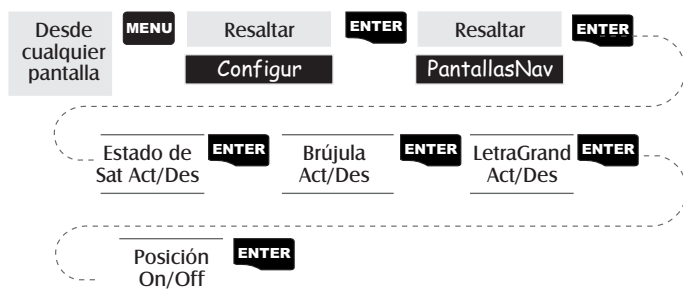 Desde
cualquier
pantalla
MENU
Resaltar
Configur
ENTER
Resaltar
PantallasNav
ENTER
Estado de
Sat Act/Des
ENTER
Brújula
Act/Des
ENTER
LetraGrand
Act/Des
ENTER
Posición
On/Off
ENTER